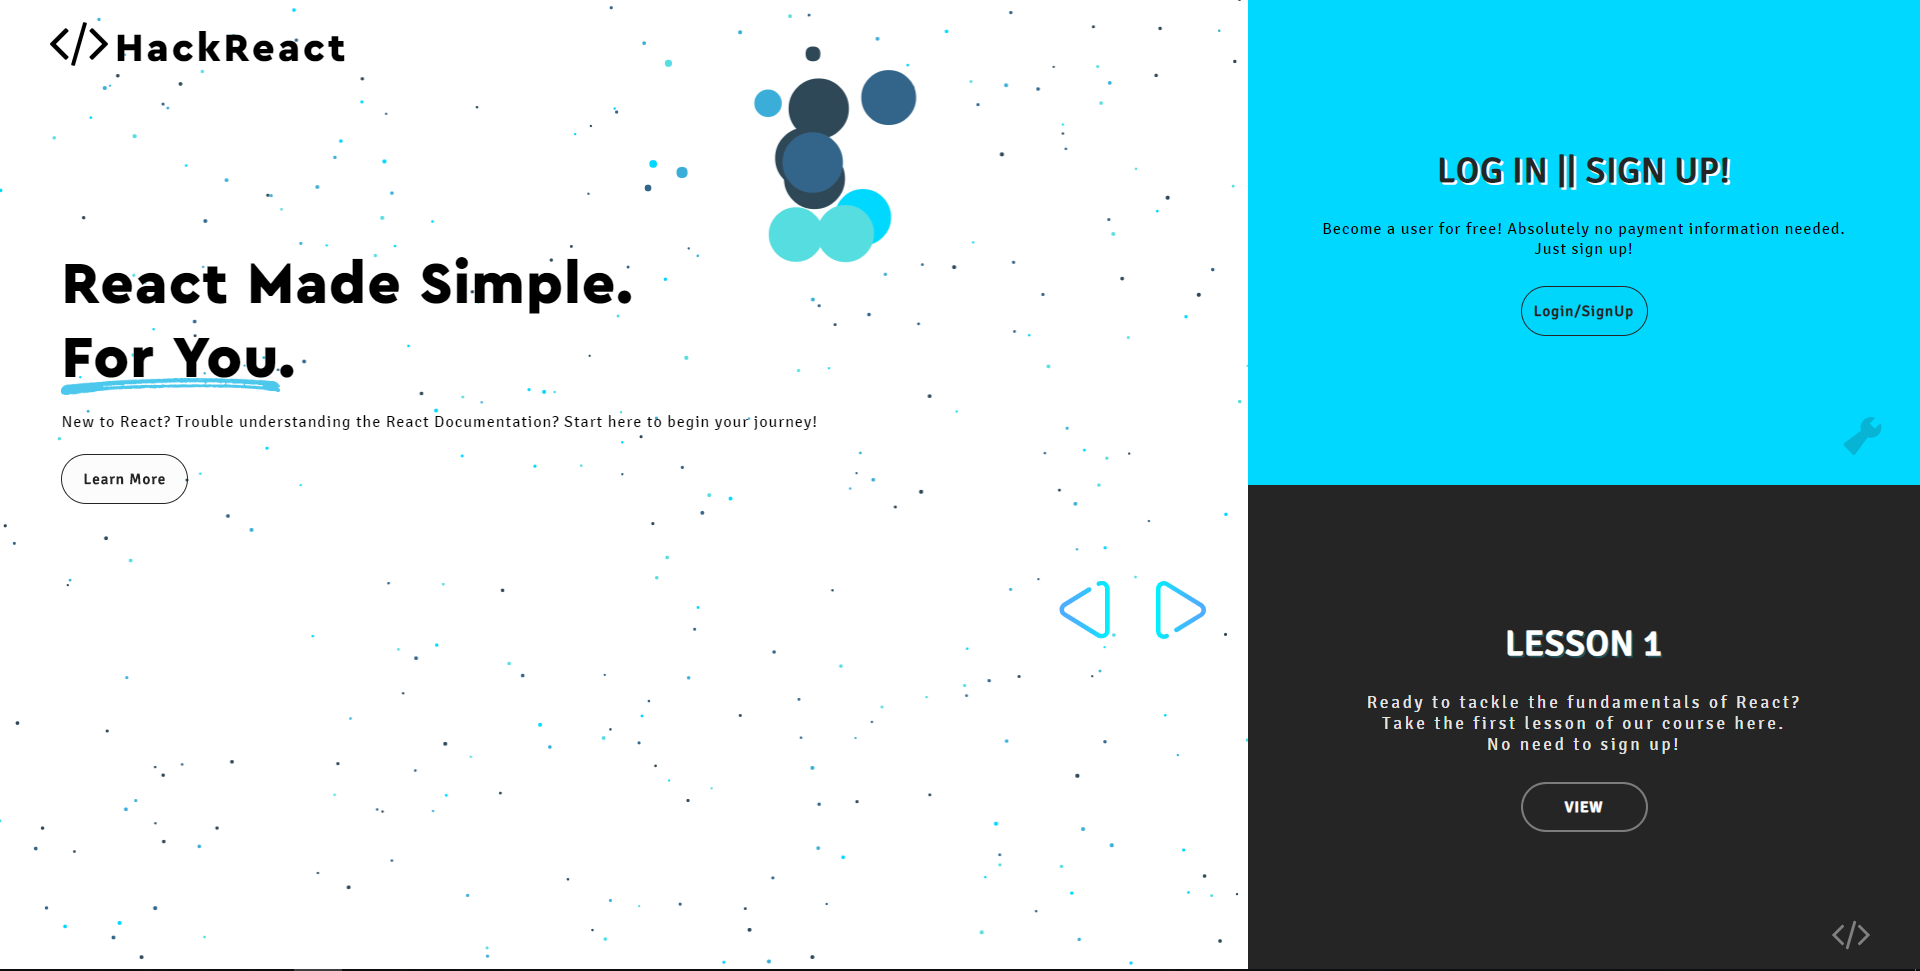 </> HackReact
React Made Simple.
For You.
New to React? Trouble understanding the React Documentation? Start here to begin your journey!
Learn More
LOG IN || SIGN UP!
Become a user for free! Absolutely no payment information needed.
Just sign up!
Login/SignUp
LESSON 1
Ready to tackle the fundamentals of React?
Take the first lesson of our course here.
No need to sign up!
VIEW
</>